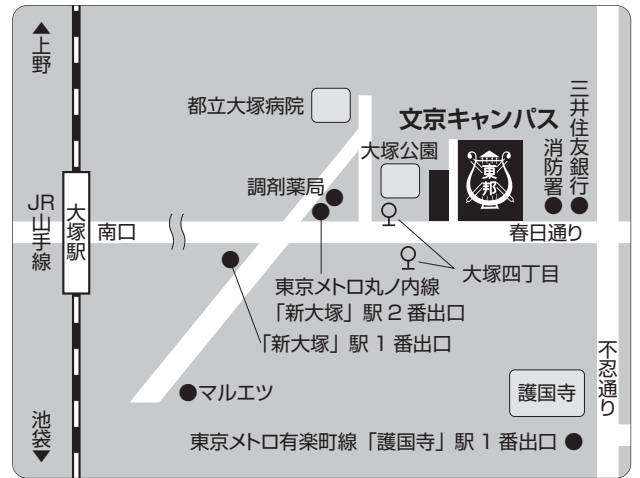 ▲上野
都立大塚病院
文京キャンパス
大塚公園
三井住友銀行
消防署
東邦
調剤薬局
JR山手線
大塚駅
南口
春日通り
大塚四丁目
東京メトロ丸ノ内線
「新大塚」駅2番出口
「新大塚」駅1番出口
不忍通り
マルエツ
護国寺
池袋▼
東京メトロ有楽町線「護国寺」駅1番出口